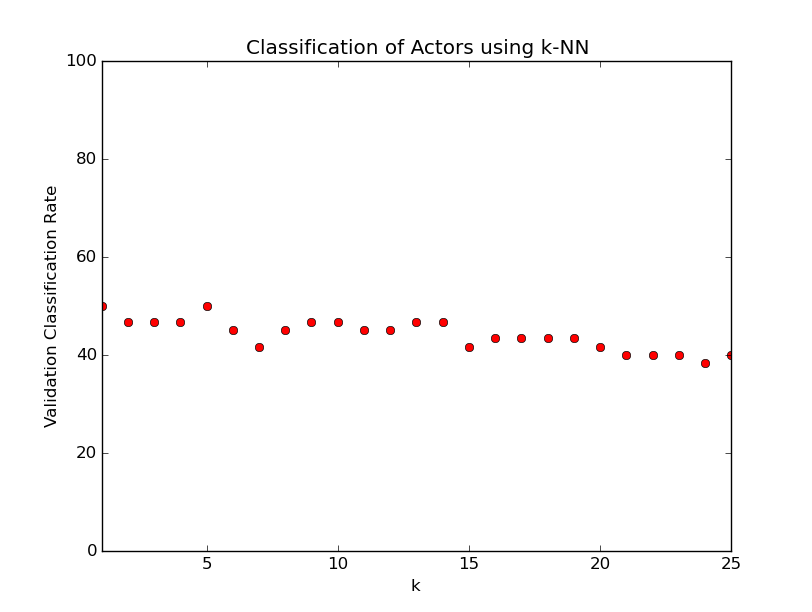 Classification of Actors using k-NN
100
80
60
40
20
0
Validation Classification Rate
5 10 15 20 25
k